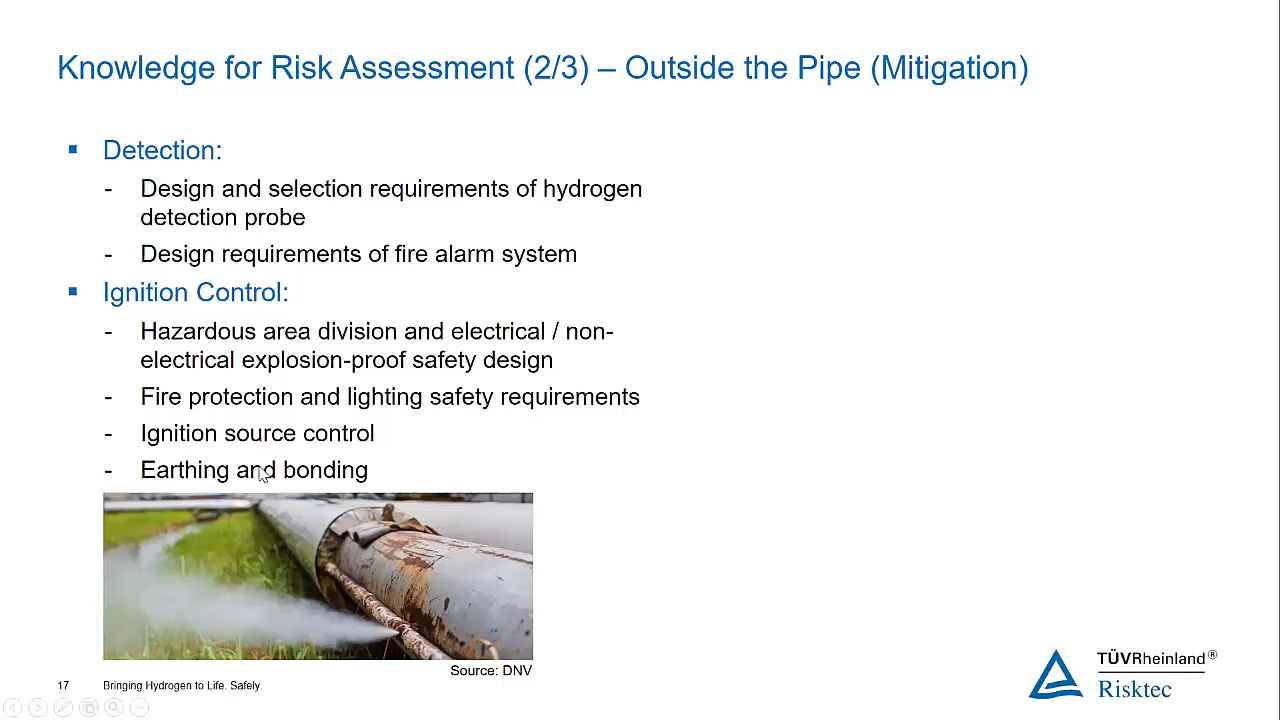 Knowledge for Risk Assessment (2/3) – Outside the Pipe (Mitigation)
▪ Detection:
- Design and selection requirements of hydrogen
detection probe
- Design requirements of fire alarm system
▪ Ignition Control:
- Hazardous area division and electrical / non-
electrical explosion-proof safety design
- Fire protection and lighting safety requirements
- Ignition source control
- Earthing and bonding
Source: DNV
17 Bringing Hydrogen to Life. Safely.
TÜVRheinland®
Risktec